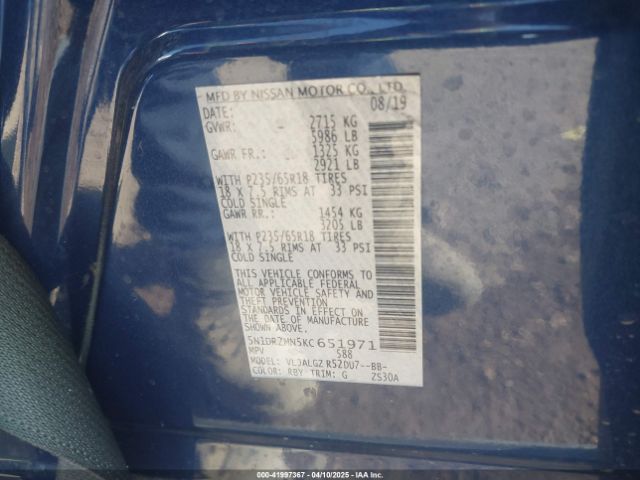 MFD BY NISSAN MOTOR CO., LTD.
DATE: 08/19
GVWR: 2715 KG
5986 LB
GAWR FR.: 1325 KG
2921 LB
WITH P235/65R18 TIRES
18 X 7.5 RIMS AT 33 PSI
COLD SINGLE
GAWR RR.: 1454 KG
3205 LB
WITH P235/65R18 TIRES
18 X 7.5 RIMS AT 33 PSI
COLD SINGLE
THIS VEHICLE CONFORMS TO
ALL APPLICABLE FEDERAL
MOTOR VEHICLE SAFETY AND
THEFT PREVENTION
STANDARDS IN EFFECT ON
THE DATE OF MANUFACTURE
SHOWN ABOVE.
5N1DR2MN5KC651971
MPV 588
MODEL: VLJALGZ R52DU7--BB-
COLOR: RBY TRIM: G ZS30A
000-41997367 - 04/10/2025 - IAA Inc.